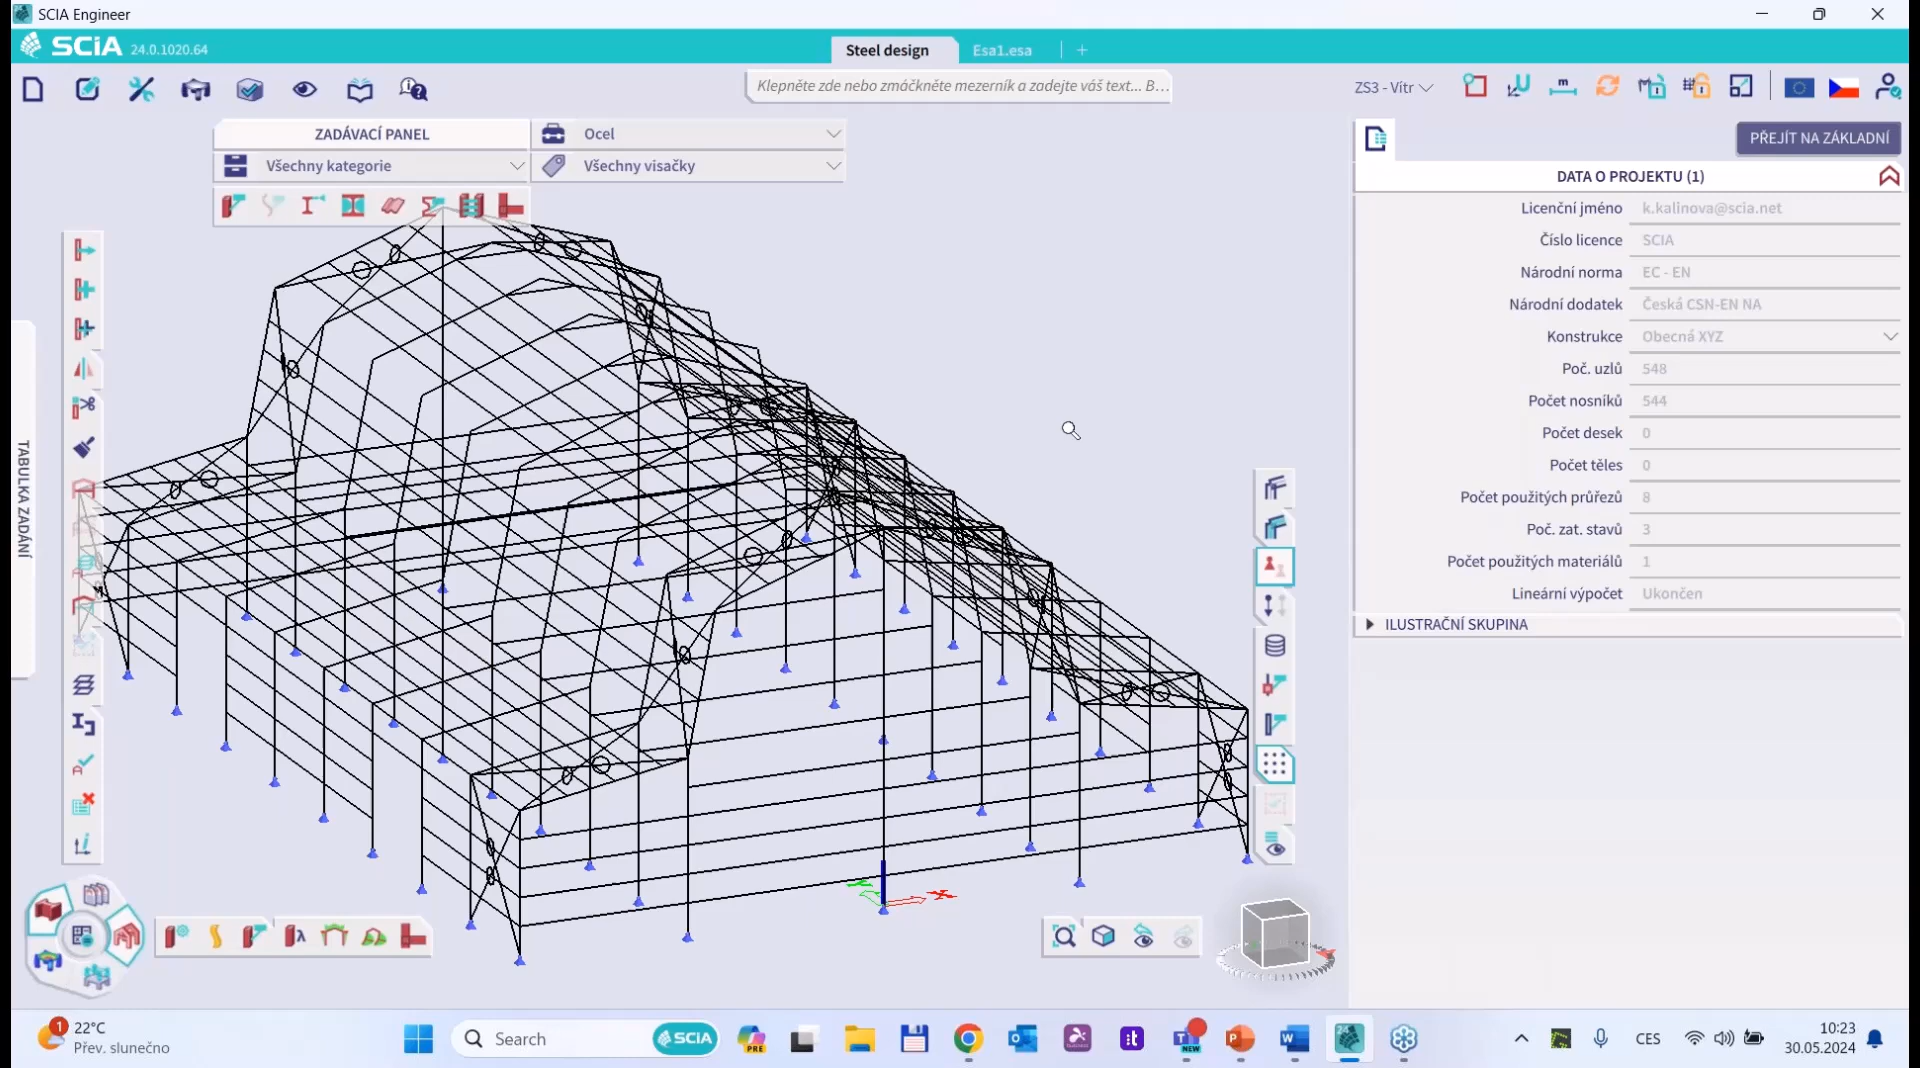 SCIA Engineer
SCIA 24.0.1020.64
Steel design
Esa1.esa
Klepněte zde nebo zmáčkněte mezerník a zadejte váš text... B...
ZS3 - Vítr
ZADÁVACÍ PANEL
Ocel
Všechny kategorie
Všechny visačky
PŘEJÍT NA ZÁKLADNÍ
DATA O PROJEKTU (1)
Licenční jméno k.kalinova@scia.net
Číslo licence SCIA
Národní norma EC - EN
Národní dodatek Česká CSN-EN NA
Konstrukce Obecná XYZ
Poč. uzlů 548
Počet nosníků 544
Počet desek 0
Počet těles 0
Počet použitých průřezů 8
Poč. zat. stavů 3
Počet použitých materiálů 1
Lineární výpočet Ukončen
ILUSTRAČNÍ SKUPINA
TABULKA ZADÁNÍ
X
1
22°C
Přev. slunečno
Search
SCIA
PRE
NEW
24
CES
10:23
30.05.2024